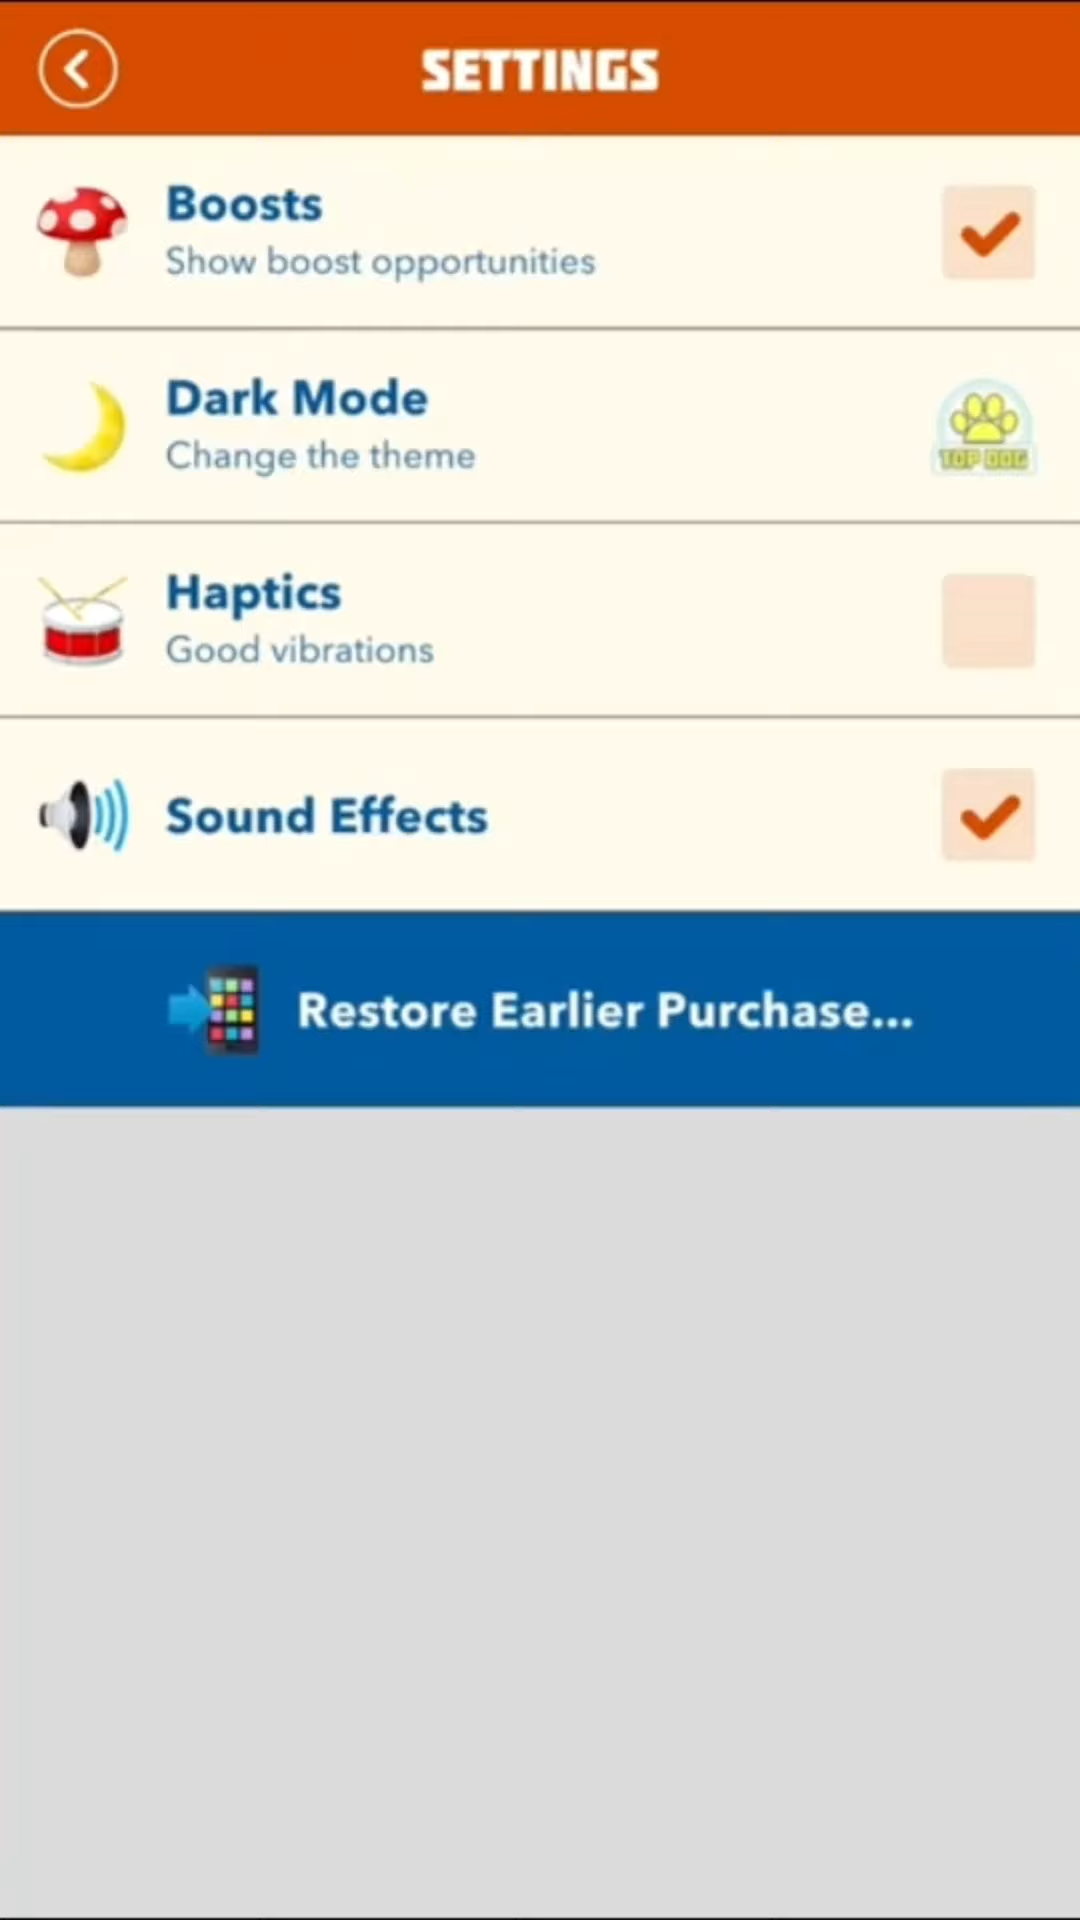 SETTINGS
Boosts
Show boost opportunities
Dark Mode
Change the theme
TOP DOG
Haptics
Good vibrations
Sound Effects
Restore Earlier Purchase...